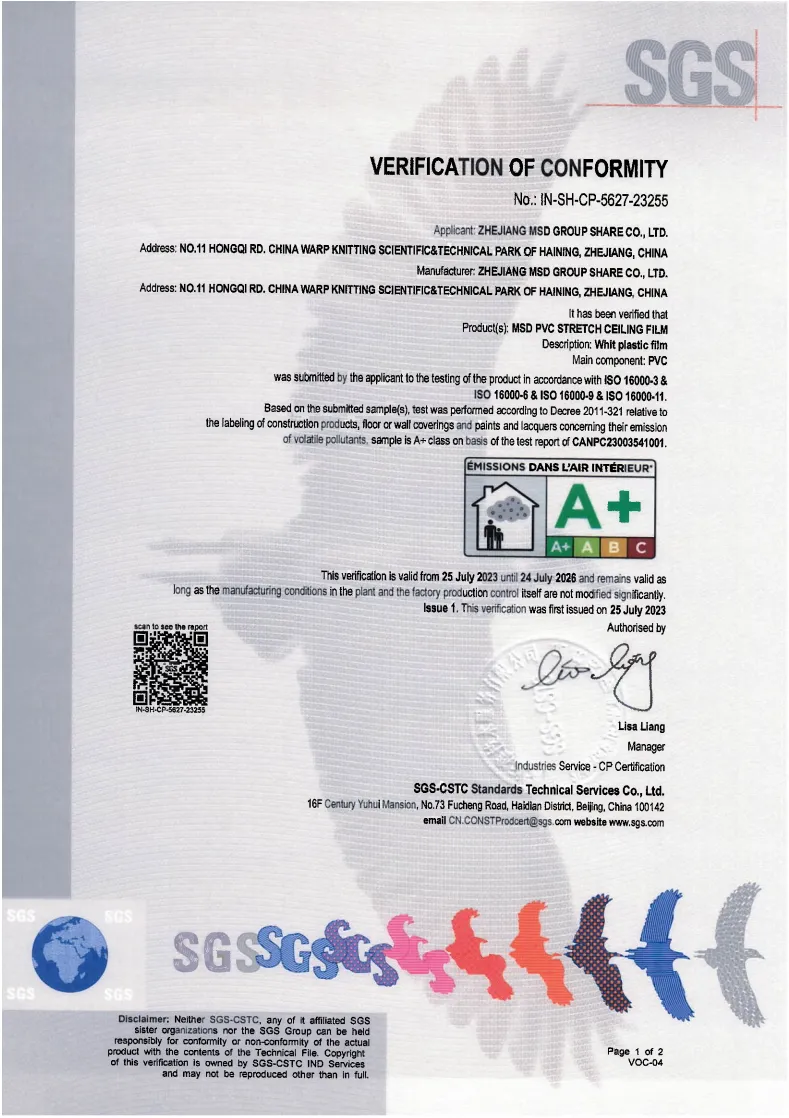 SGS
VERIFICATION OF CONFORMITY
No.: IN-SH-CP-5627-23255
Applicant: ZHEJIANG MSD GROUP SHARE CO., LTD.
Address: NO.11 HONGQI RD. CHINA WARP KNITTING SCIENTIFIC&TECHNICAL PARK OF HAINING, ZHEJIANG, CHINA
Manufacturer: ZHEJIANG MSD GROUP SHARE CO., LTD.
Address: NO.11 HONGQI RD. CHINA WARP KNITTING SCIENTIFIC&TECHNICAL PARK OF HAINING, ZHEJIANG, CHINA
It has been verified that
Product(s): MSD PVC STRETCH CEILING FILM
Description: Whit plastic film
Main component: PVC
was submitted by the applicant to the testing of the product in accordance with ISO 16000-3 &
ISO 16000-6 & ISO 16000-9 & ISO 16000-11.
Based on the submitted sample(s), test was performed according to Decree 2011-321 relative to
the labeling of construction products, floor or wall coverings and paints and lacquers concerning their emission
of volatile pollutants, sample is A+ class on basis of the test report of CANPC23003541001.
ÉMISSIONS DANS L'AIR INTÉRIEUR*
A+
A+ A B C
This verification is valid from 25 July 2023 until 24 July 2026 and remains valid as
long as the manufacturing conditions in the plant and the factory production control itself are not modified significantly.
Issue 1. This verification was first issued on 25 July 2023
Authorised by
scan to see the report
SGS
IN-SH-CP-5627-23255
Lisa Liang
Manager
Industries Service - CP Certification
SGS-CSTC Standards Technical Services Co., Ltd.
16F Century Yuhui Mansion, No.73 Fucheng Road, Haidian District, Beijing, China 100142
email CN.CONSTProdcert@sgs.com website www.sgs.com
SGS SGS
SGS SGS SGS SGS
SGS SGS
Disclaimer: Neither SGS-CSTC, any of it affiliated SGS
sister organizations nor the SGS Group can be held
responsibly for conformity or non-conformity of the actual
product with the contents of the Technical File. Copyright
of this verification is owned by SGS-CSTC IND Services
and may not be reproduced other than in full.
Page 1 of 2
VOC-04